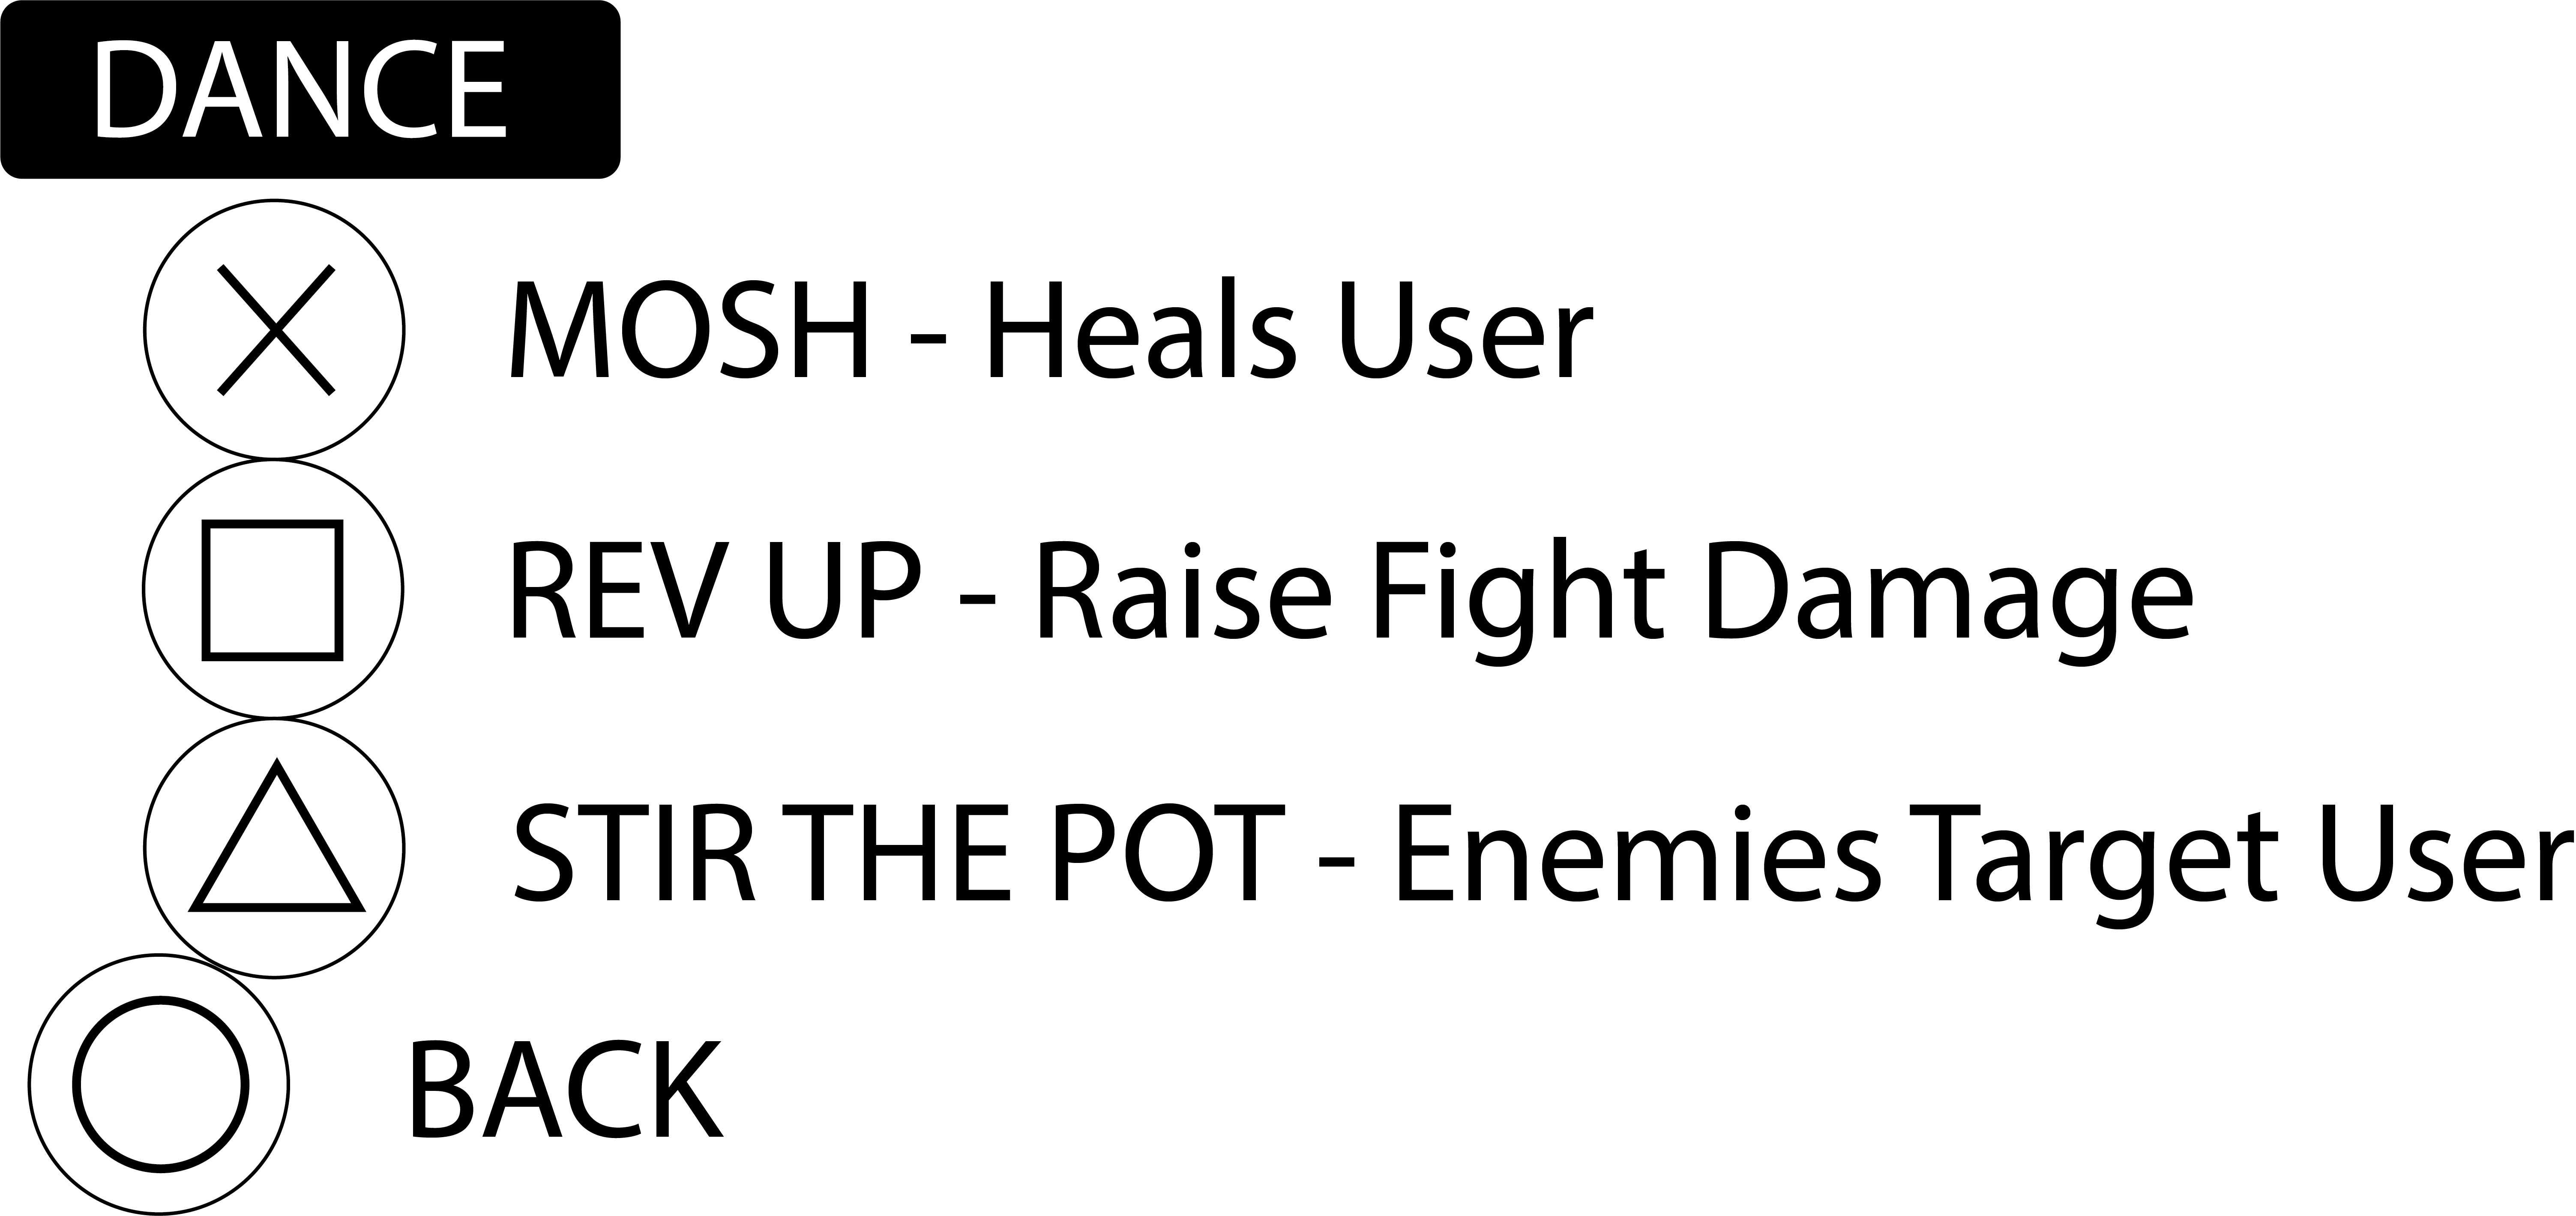 DANCE
MOSH - Heals User
REV UP - Raise Fight Damage
STIR THE POT - Enemies Target User
BACK